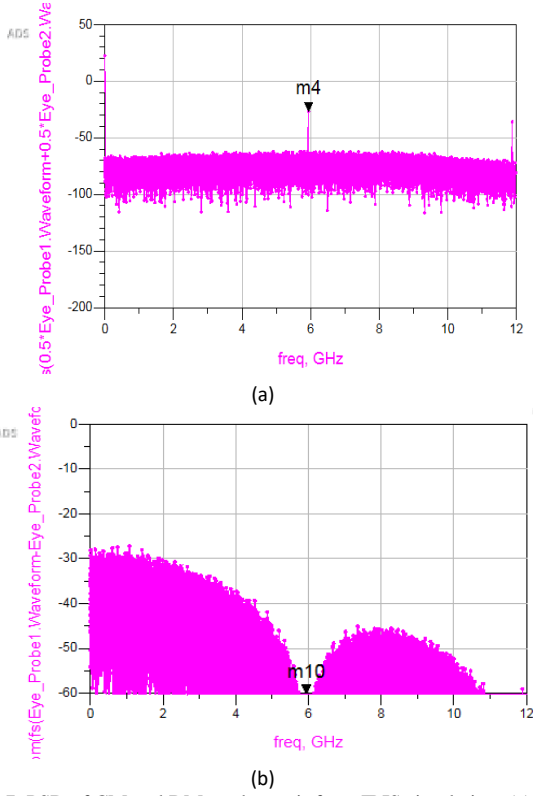 ADS
s(0.5*Eye_Probe1.Waveform+0.5*Eye_Probe2.Wa
50
0
-50
-100
-150
-200
m4
0 2 4 6 8 10 12
freq, GHz
(a)
ADS
m(fs(Eye_Probe1.Waveform-Eye_Probe2.Wavefo
0
-10
-20
-30
-40
-50
-60
m10
0 2 4 6 8 10 12
freq, GHz
(b)